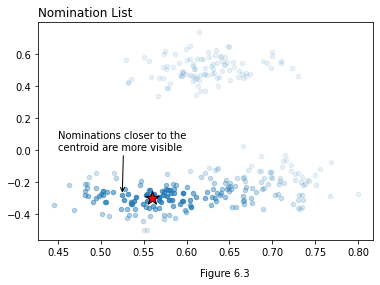 Nomination List
0.8
0.6
0.4
0.2
0.0
−0.2
−0.4
Nominations closer to the
centroid are more visible
0.45 0.50 0.55 0.60 0.65 0.70 0.75 0.80
Figure 6.3